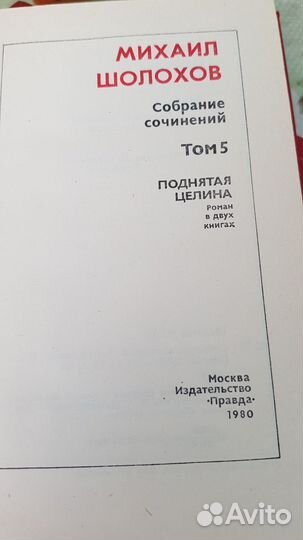 МИХАИЛ
ШОЛОХОВ
Собрание
сочинений
Том 5
ПОДНЯТАЯ
ЦЕЛИНА
Роман
в двух
книгах
Москва
Издательство
«Правда»
1980
Avito